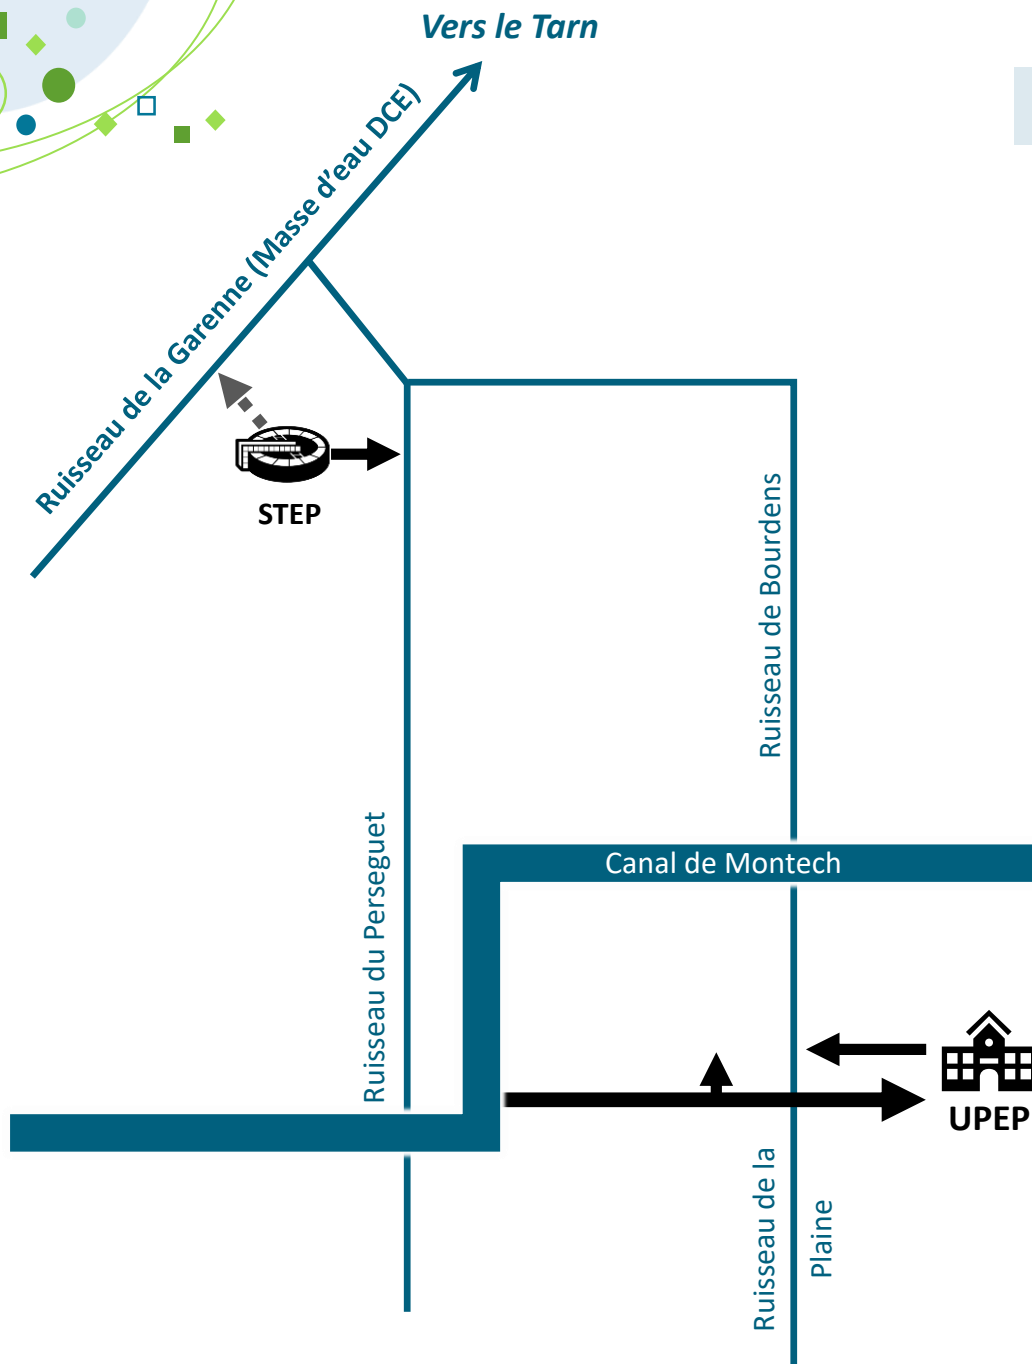 Vers le Tarn
Ruisseau de la Garenne (Masse d’eau DCE)
STEP
Ruisseau de Bourdens
Canal de Montech
Ruisseau du Perseguet
UPEP
Ruisseau de la
Plaine